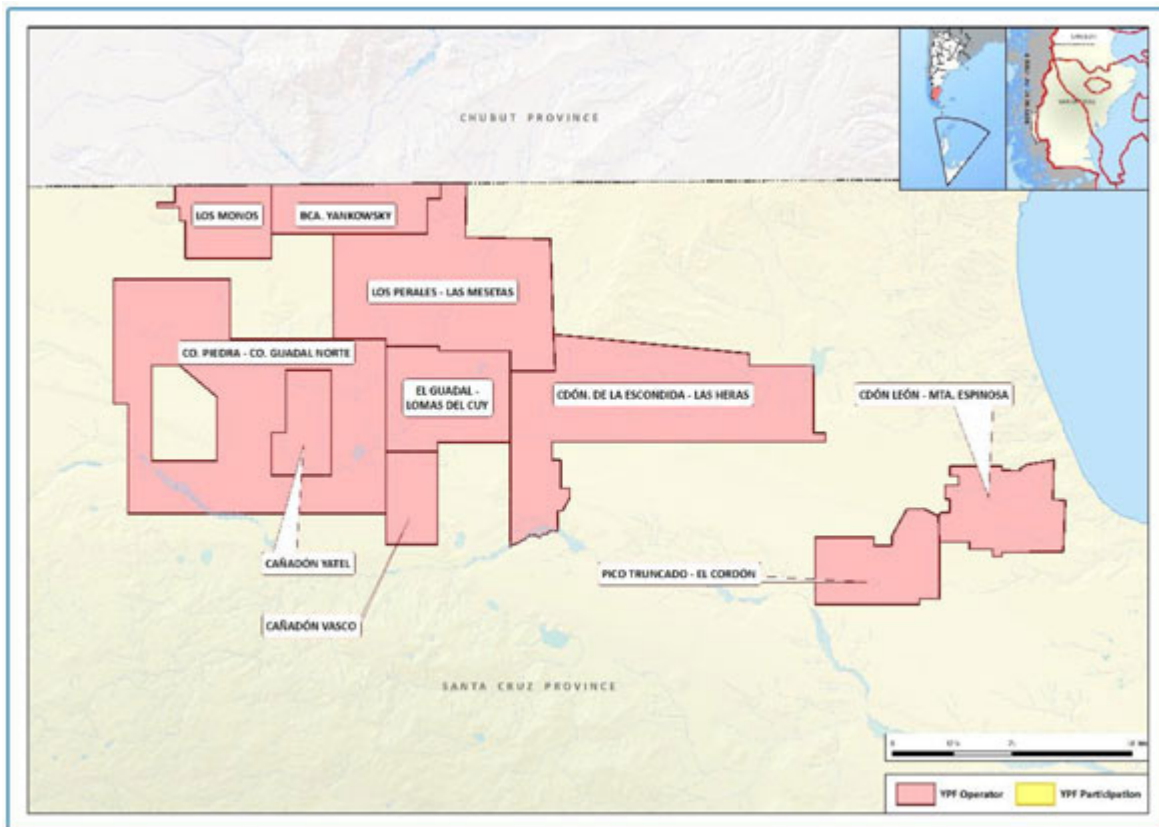 CHUBUT PROVINCE
LOS MONOS
BCA. YANKOWSKY
LOS PERALES - LAS MESETAS
CO. PIEDRA - CO. GUADAL NORTE
EL GUADAL -
LOMAS DEL CUY
CDÓN. DE LA ESCONDIDA - LAS HERAS
CDÓN LEÓN - MTA. ESPINOSA
CAÑADÓN YATEL
PICO TRUNCADO - EL CORDÓN
CAÑADÓN VASCO
SANTA CRUZ PROVINCE
0
YPF Operator
YPF Participation